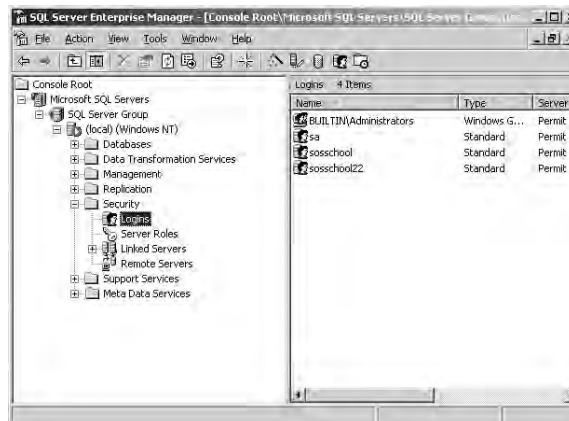 SQL Server Enterprise Manager - [Console Root\Microsoft SQL Servers\SQL Server
File Action View Tools Window Help
Console Root
Microsoft SQL Servers
SQL Server Group
(local) (Windows NT)
Databases
Data Transformation Services
Management
Replication
Security
Logins
Server Roles
Linked Servers
Remote Servers
Support Services
Meta Data Services
Logins 4 Items
Name Type Server
BUILTIN\Administrators Windows G... Permit
sa Standard Permit
sosschool Standard Permit
sosschool22 Standard Permit